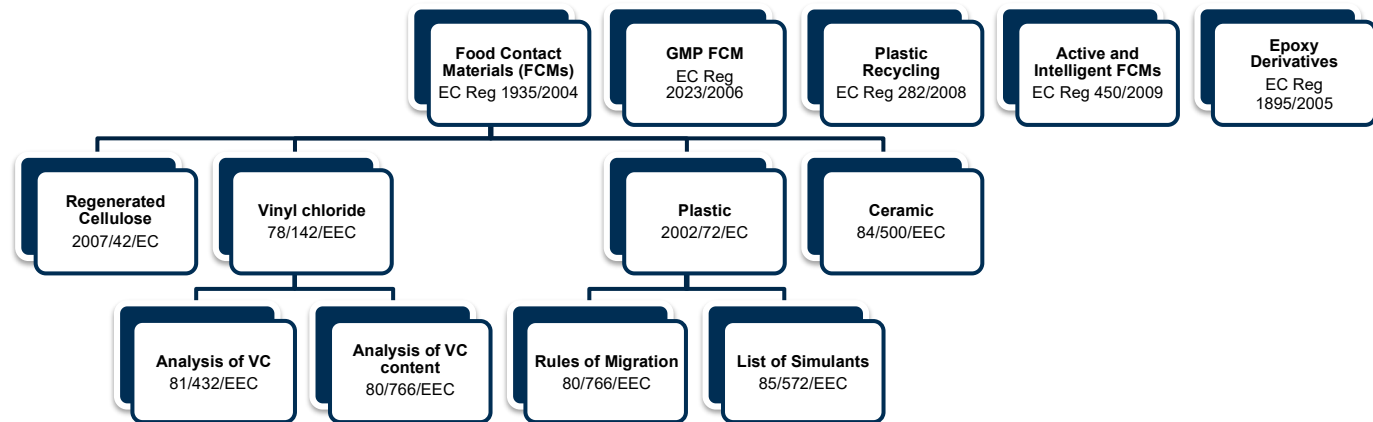 Food Contact
Materials (FCMs)
EC Reg 1935/2004
GMP FCM
EC Reg
2023/2006
Plastic
Recycling
EC Reg 282/2008
Active and
Intelligent FCMs
EC Reg 450/2009
Epoxy
Derivatives
EC Reg
1895/2005
Regenerated
Cellulose
2007/42/EC
Vinyl chloride
78/142/EEC
Plastic
2002/72/EC
Ceramic
84/500/EEC
Analysis of VC
81/432/EEC
Analysis of VC
content
80/766/EEC
Rules of Migration
80/766/EEC
List of Simulants
85/572/EEC